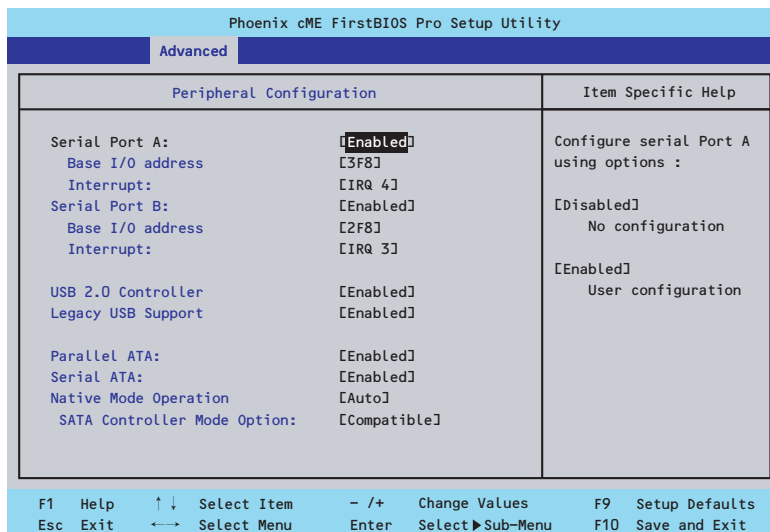 Phoenix cME FirstBIOS Pro Setup Utility
Advanced
Peripheral Configuration
Item Specific Help
Serial Port A: [Enabled]
Base I/O address [3F8]
Interrupt: [IRQ 4]
Serial Port B: [Enabled]
Base I/O address [2F8]
Interrupt: [IRQ 3]
USB 2.0 Controller [Enabled]
Legacy USB Support [Enabled]
Parallel ATA: [Enabled]
Serial ATA: [Enabled]
Native Mode Operation [Auto]
SATA Controller Mode Option: [Compatible]
Configure serial Port A
using options :
[Disabled]
No configuration
[Enabled]
User configuration
F1 Help ↑↓ Select Item - /+ Change Values F9 Setup Defaults
Esc Exit ←→ Select Menu Enter Select▶Sub-Menu F10 Save and Exit